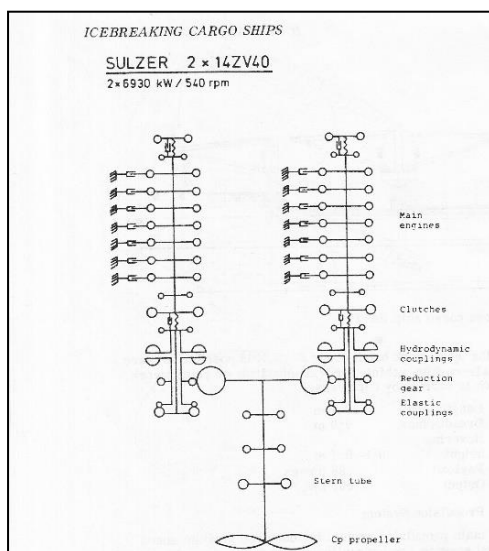 ICEBREAKING CARGO SHIPS
SULZER 2 × 14ZV40
2×6930 kW / 540 rpm
Main
engines
Clutches
Hydrodynamic
couplings
Reduction
gear
Elastic
couplings
Stern tube
Cp propeller